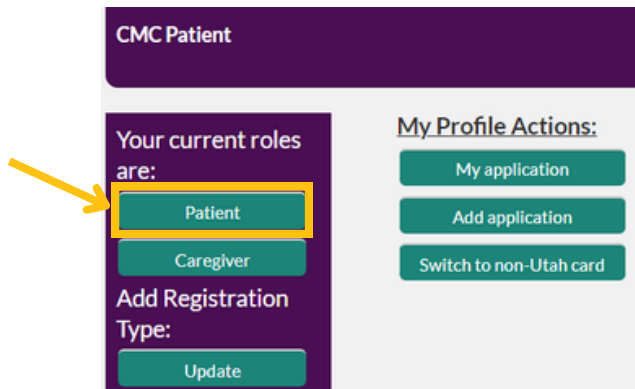 CMC Patient
Your current roles
are:
Patient
Caregiver
Add Registration
Type:
Update
My Profile Actions:
My application
Add application
Switch to non-Utah card